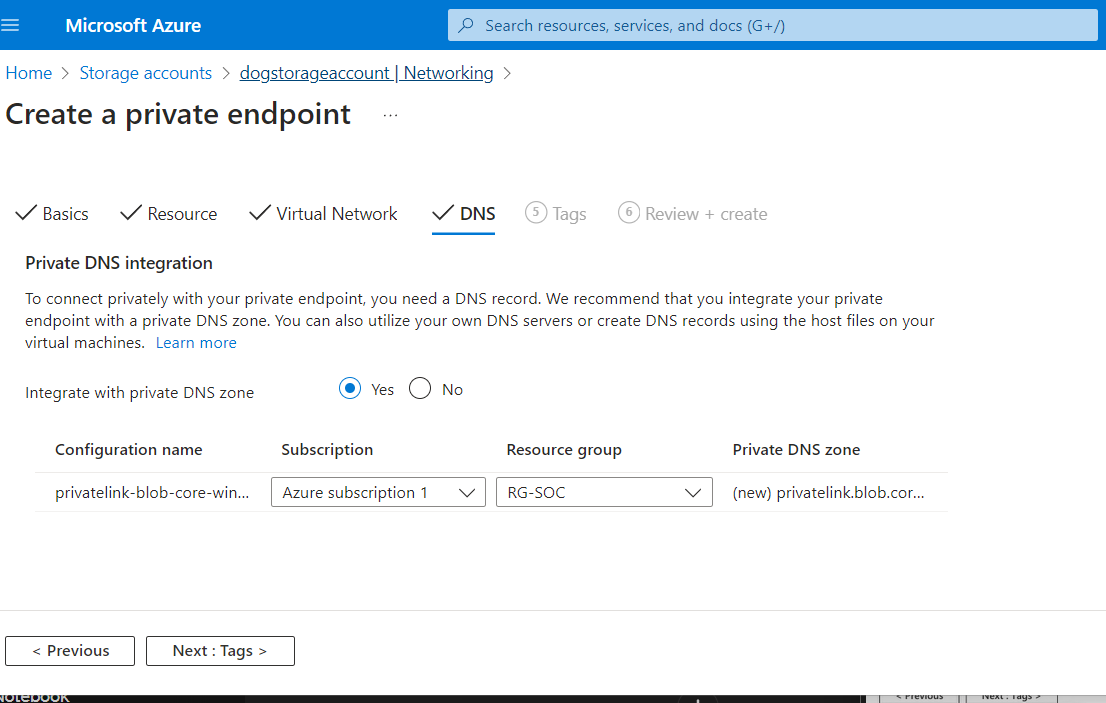 Microsoft Azure
Search resources, services, and docs (G+/)
Home > Storage accounts > dogstorageaccount | Networking >
Create a private endpoint ...
Basics Resource Virtual Network DNS 5 Tags 6 Review + create
Private DNS integration
To connect privately with your private endpoint, you need a DNS record. We recommend that you integrate your private
endpoint with a private DNS zone. You can also utilize your own DNS servers or create DNS records using the host files on your
virtual machines. Learn more
Integrate with private DNS zone Yes No
Configuration name Subscription Resource group Private DNS zone
privatelink-blob-core-win... Azure subscription 1 RG-SOC (new) privatelink.blob.cor...
< Previous Next : Tags >
Notebook < Previous Next : Tags >